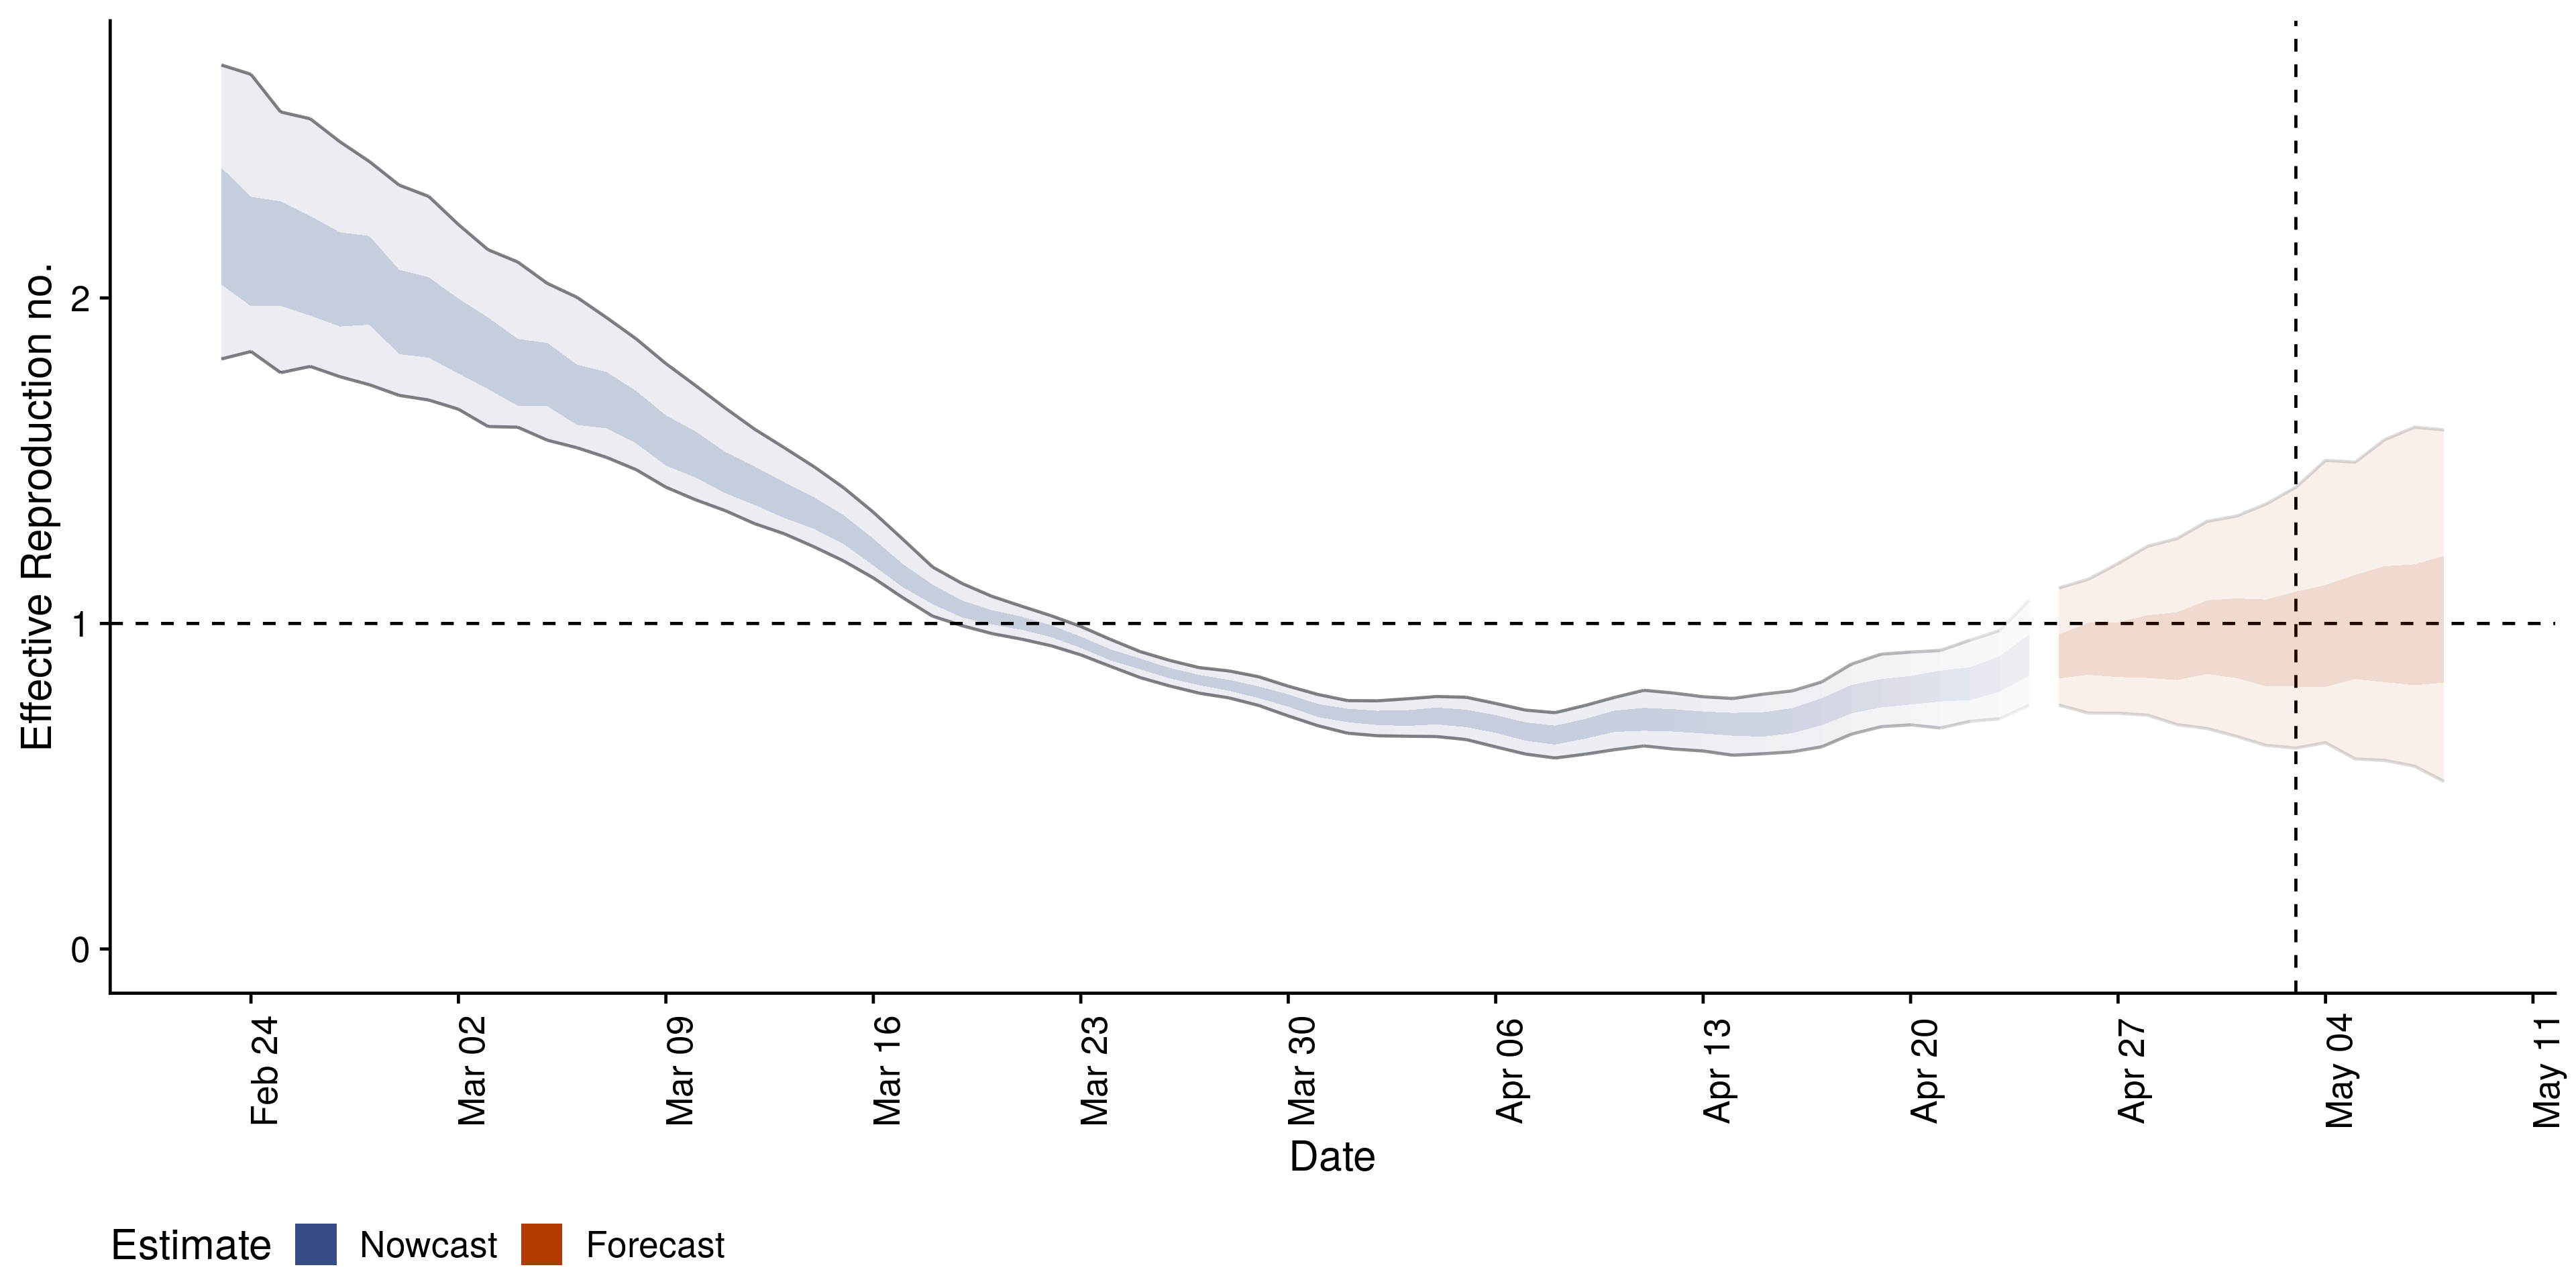 Effective Reproduction no.
2
1
0
Feb 24
Mar 02
Mar 09
Mar 16
Mar 23
Mar 30
Apr 06
Apr 13
Apr 20
Apr 27
May 04
May 11
Date
Estimate Nowcast Forecast